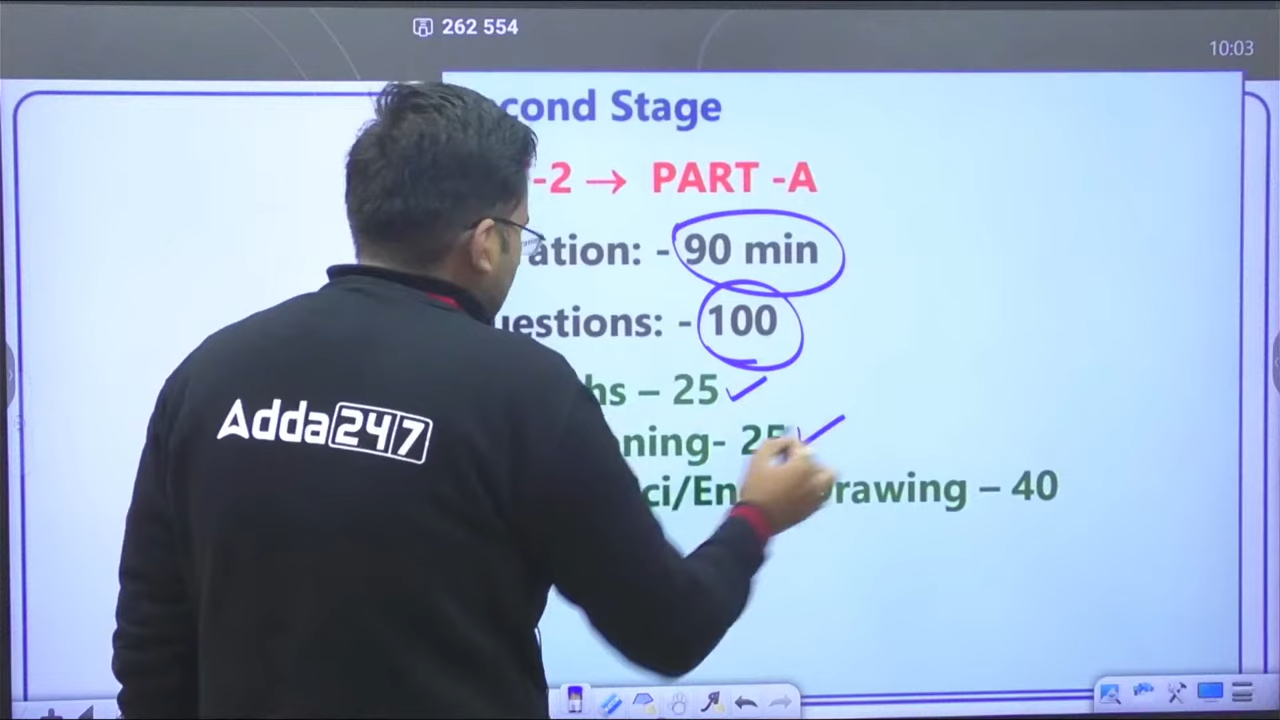 262 554
10:03
cond Stage
-2 → PART -A
ation: - 90 min
uestions: - 100
hs – 25
ning- 25
ci/En Drawing – 40
Adda247